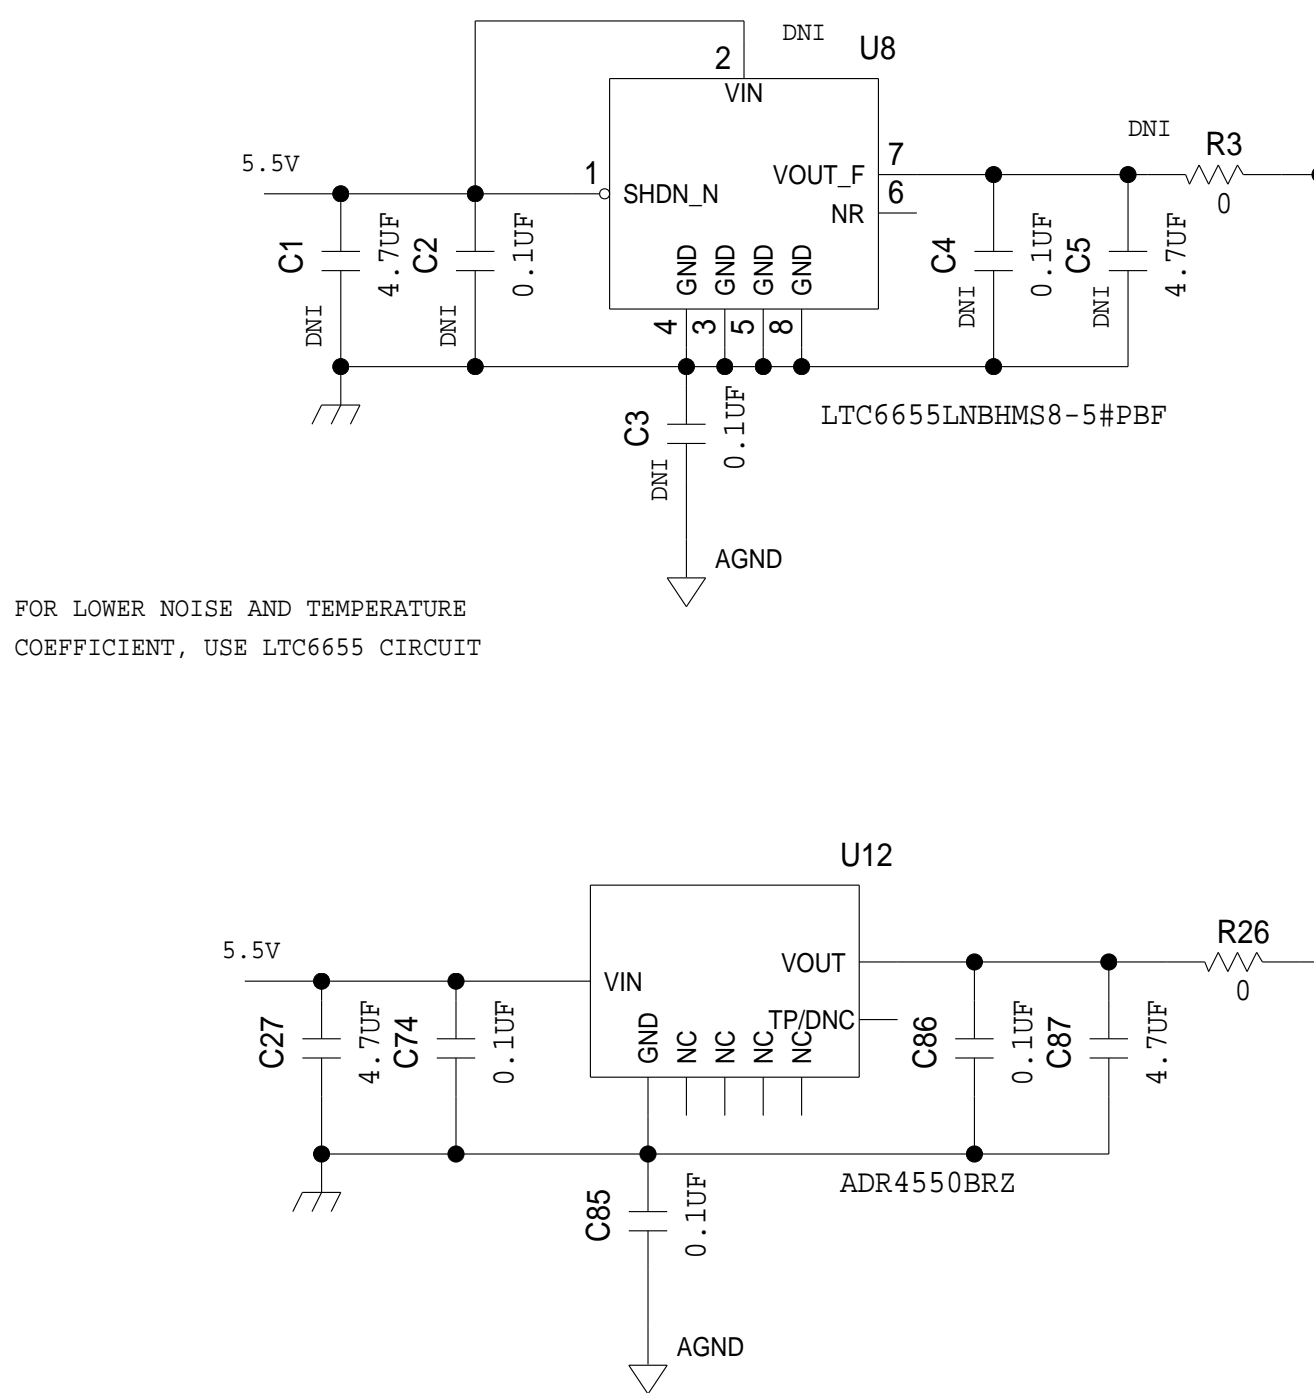 DNI
U8
2
VIN
DNI
R3
0
5.5V
1
SHDN_N
VOUT_F
7
NR
6
C1
4.7UF
DNI
C2
0.1UF
DNI
GND
GND
GND
GND
4
3
5
8
C4
0.1UF
DNI
C5
4.7UF
DNI
LTC6655LNBHMS8-5#PBF
C3
0.1UF
DNI
AGND
FOR LOWER NOISE AND TEMPERATURE
COEFFICIENT, USE LTC6655 CIRCUIT
U12
5.5V
VIN
VOUT
R26
0
TP/DNC
C27
4.7UF
C74
0.1UF
GND
NC
NC
NC
NC
C86
0.1UF
C87
4.7UF
ADR4550BRZ
C85
0.1UF
AGND